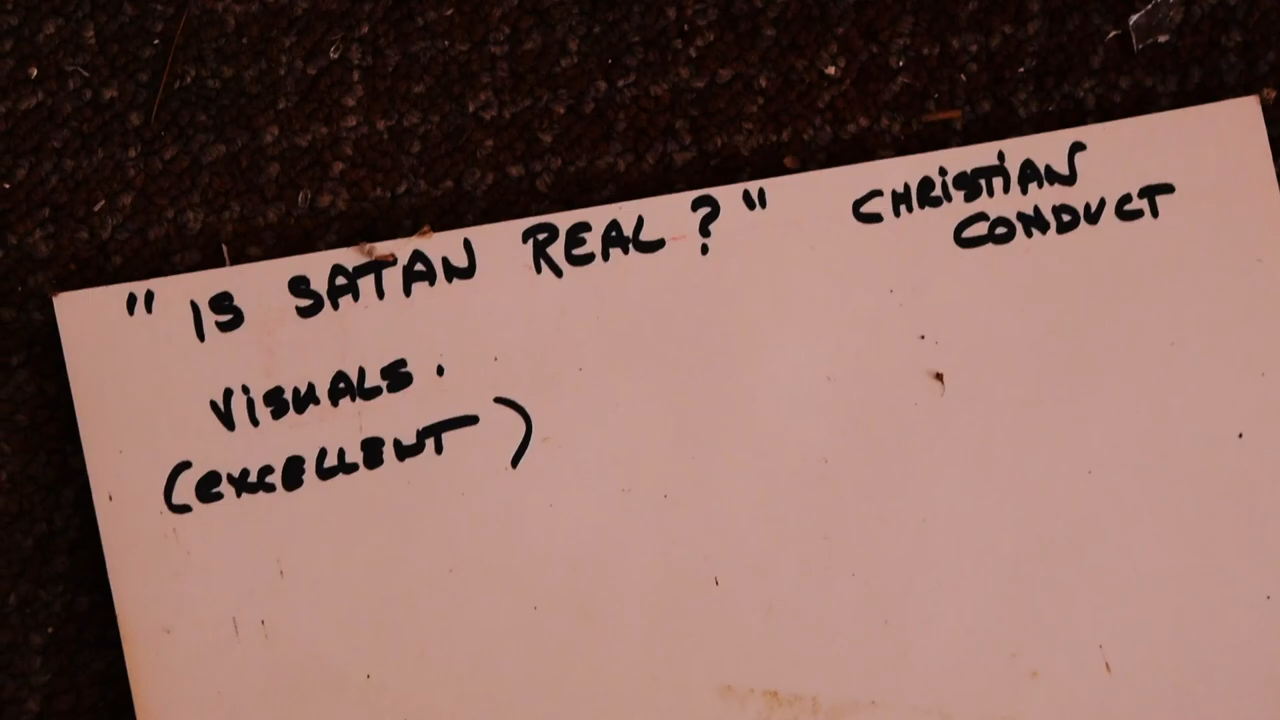 "IS SATAN REAL?"
CHRISTIAN
CONDUCT
VISUALS.
(EXCELLENT)